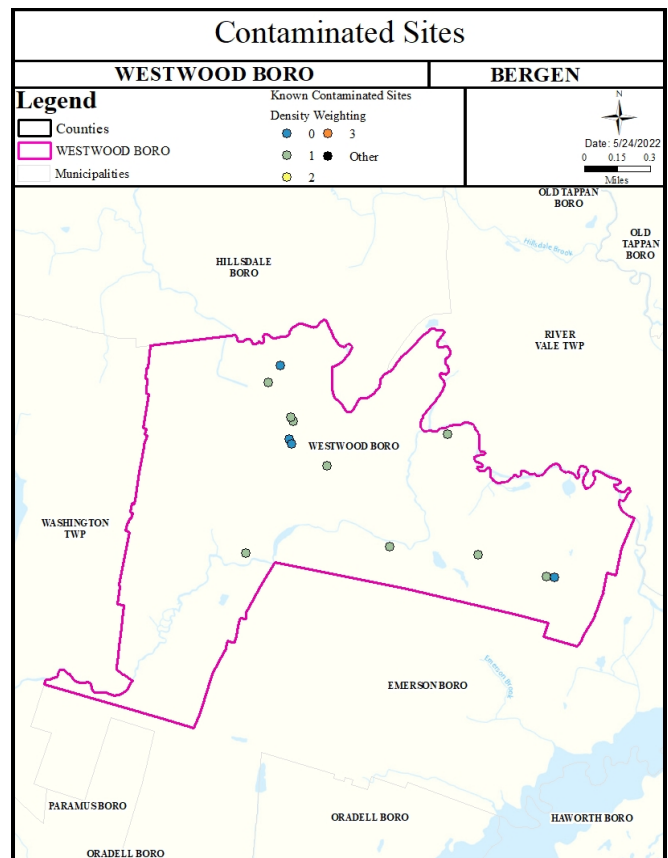 Contaminated Sites
WESTWOOD BORO
BERGEN
Legend
Counties
WESTWOOD BORO
Municipalities
Known Contaminated Sites
Density Weighting
0
3
1
Other
2
N
Date: 5/24/2022
0 0.15 0.3
Miles
OLD TAPPAN
BORO
Hillsdale Brook
OLD
TAPPAN
BORO
HILLSDALE
BORO
RIVER
VALE TWP
WESTWOOD BORO
WASHINGTON
TWP
EMERSON BORO
Emerson Brook
PARAMUS BORO
ORADELL BORO
HAWORTH BORO
ORADELL BORO